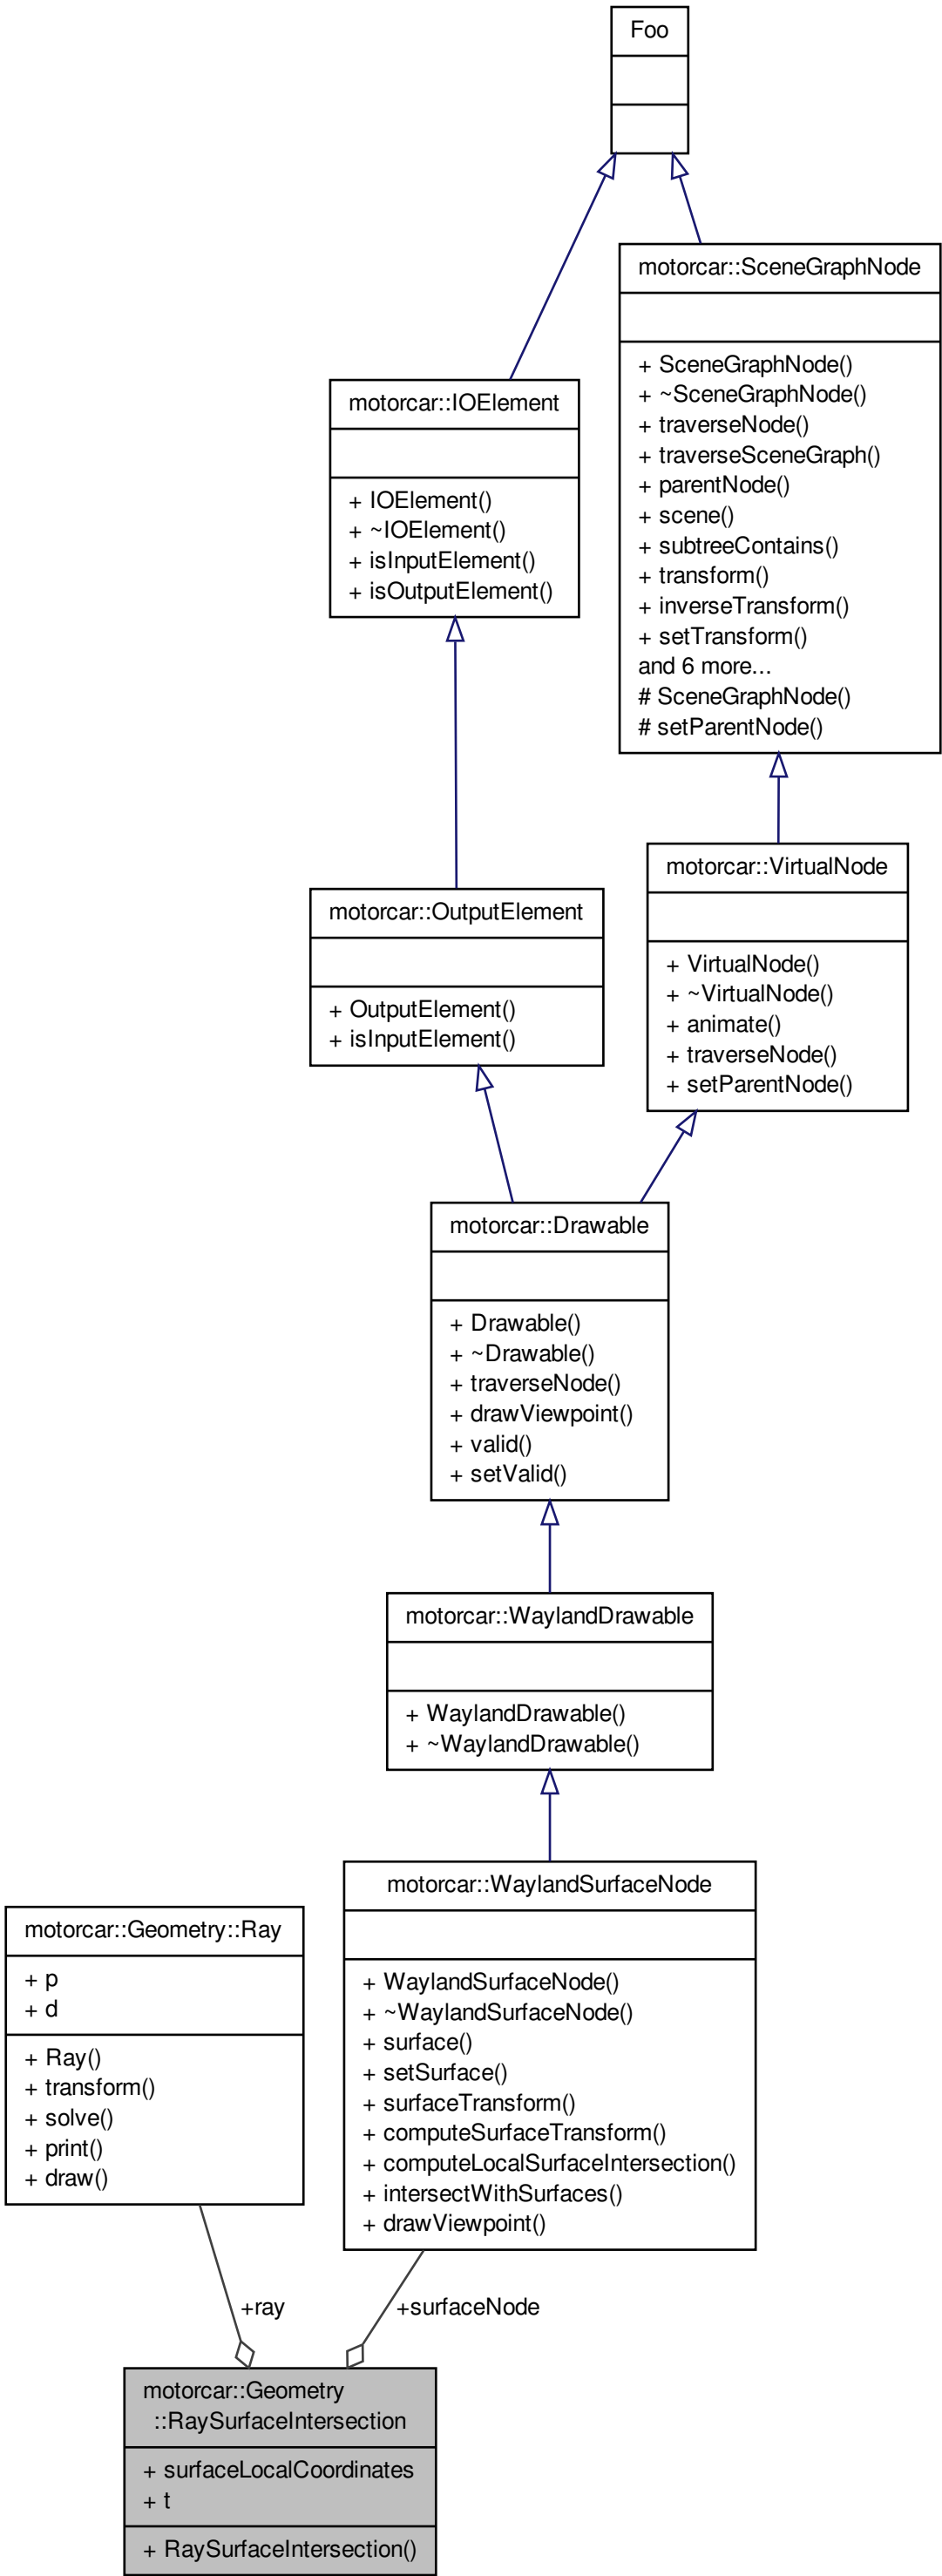 Foo
motorcar::SceneGraphNode
+ SceneGraphNode()
+ ~SceneGraphNode()
+ traverseNode()
+ traverseSceneGraph()
+ parentNode()
+ scene()
+ subtreeContains()
+ transform()
+ inverseTransform()
+ setTransform()
and 6 more...
# SceneGraphNode()
# setParentNode()
motorcar::IOElement
+ IOElement()
+ ~IOElement()
+ isInputElement()
+ isOutputElement()
motorcar::VirtualNode
+ VirtualNode()
+ ~VirtualNode()
+ animate()
+ traverseNode()
+ setParentNode()
motorcar::OutputElement
+ OutputElement()
+ isInputElement()
motorcar::Drawable
+ Drawable()
+ ~Drawable()
+ traverseNode()
+ drawViewpoint()
+ valid()
+ setValid()
motorcar::WaylandDrawable
+ WaylandDrawable()
+ ~WaylandDrawable()
motorcar::WaylandSurfaceNode
+ WaylandSurfaceNode()
+ ~WaylandSurfaceNode()
+ surface()
+ setSurface()
+ surfaceTransform()
+ computeSurfaceTransform()
+ computeLocalSurfaceIntersection()
+ intersectWithSurfaces()
+ drawViewpoint()
motorcar::Geometry::Ray
+ p
+ d
+ Ray()
+ transform()
+ solve()
+ print()
+ draw()
+ray
+surfaceNode
motorcar::Geometry
::RaySurfaceIntersection
+ surfaceLocalCoordinates
+ t
+ RaySurfaceIntersection()